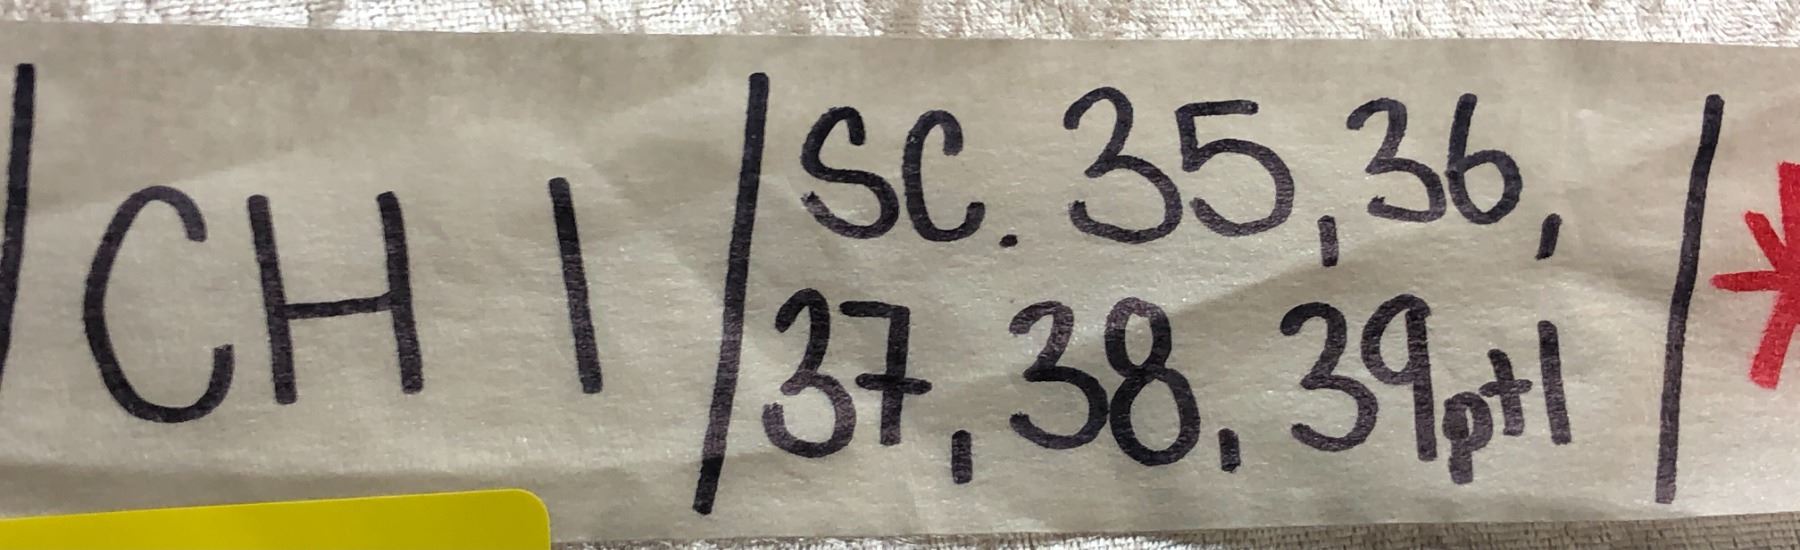 / CH 1 / SC. 35, 36, / *
37, 38, 39pt1